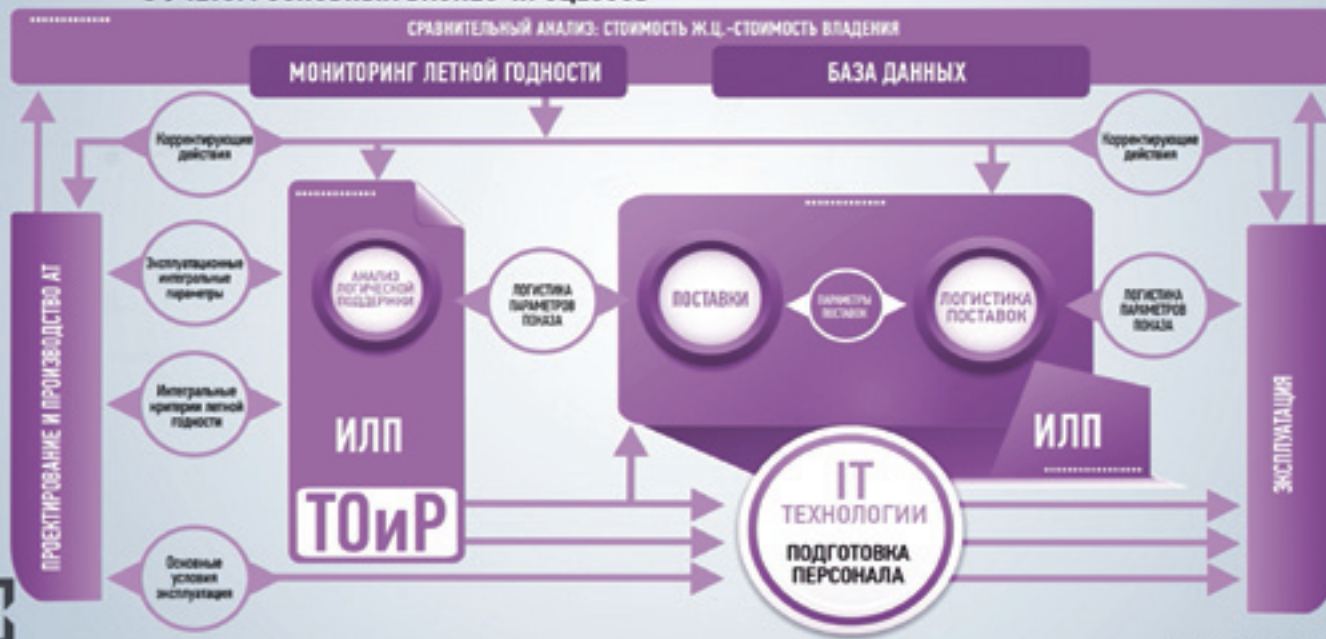 СРАВНИТЕЛЬНЫЙ АНАЛИЗ: СТОИМОСТЬ Ж.Ц.-СТОИМОСТЬ ВЛАДЕНИЯ
МОНИТОРИНГ ЛЕТНОЙ ГОДНОСТИ
БАЗА ДАННЫХ
Корректирующие
действия
Корректирующие
действия
ПРОЕКТИРОВАНИЕ И ПРОИЗВОДСТВО АТ
Эксплуатационные
интегральные
параметры
Интегральные
критерии летной
годности
Основные
условия
эксплуатация
АНАЛИЗ
ЛОГИЧЕСКОЙ
ПОДДЕРЖКИ
ИЛП
ТОиР
ЛОГИСТИКА
ПАРАМЕТРОВ
ПОКАЗА
ПОСТАВКИ
ПАРАМЕТРЫ
ПОСТАВОК
ЛОГИСТИКА
ПОСТАВОК
ИЛП
IT
ТЕХНОЛОГИИ
ПОДГОТОВКА
ПЕРСОНАЛА
ЛОГИСТИКА
ПАРАМЕТРОВ
ПОКАЗА
ЭКСПЛУАТАЦИЯ